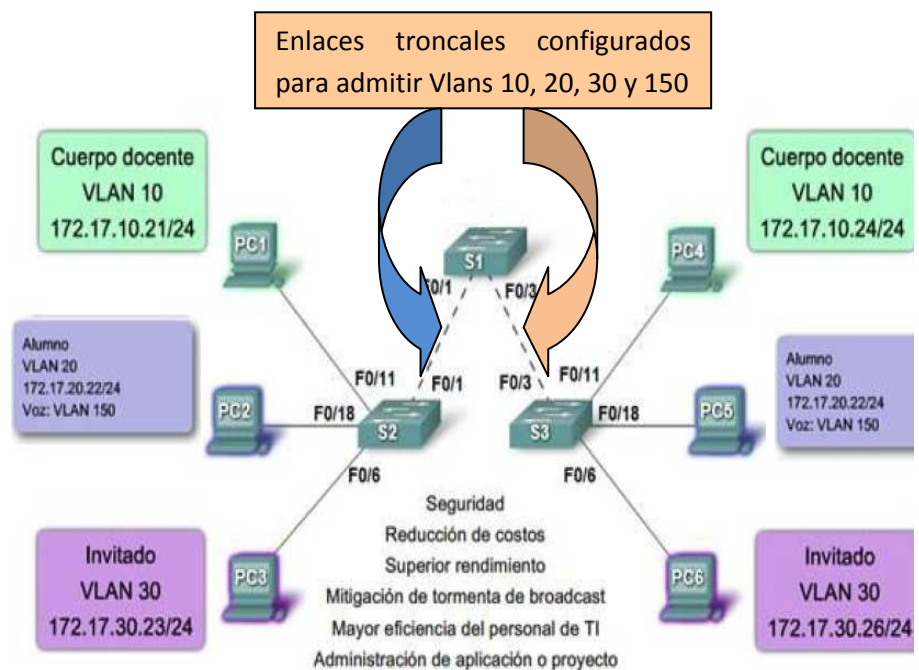 Enlaces troncales configurados
para admitir Vlans 10, 20, 30 y 150
Cuerpo docente
VLAN 10
172.17.10.21/24
PC1
Cuerpo docente
VLAN 10
172.17.10.24/24
PC4
S1
F0/1
F0/3
Alumno
VLAN 20
172.17.20.22/24
Voz: VLAN 150
PC2
Alumno
VLAN 20
172.17.20.22/24
Voz: VLAN 150
PC5
F0/11
F0/1
F0/18
S2
F0/6
F0/3
F0/11
F0/18
S3
F0/6
Invitado
VLAN 30
172.17.30.23/24
PC3
Seguridad
Reducción de costos
Superior rendimiento
Mitigación de tormenta de broadcast
Mayor eficiencia del personal de TI
Administración de aplicación o proyecto
PC6
Invitado
VLAN 30
172.17.30.26/24